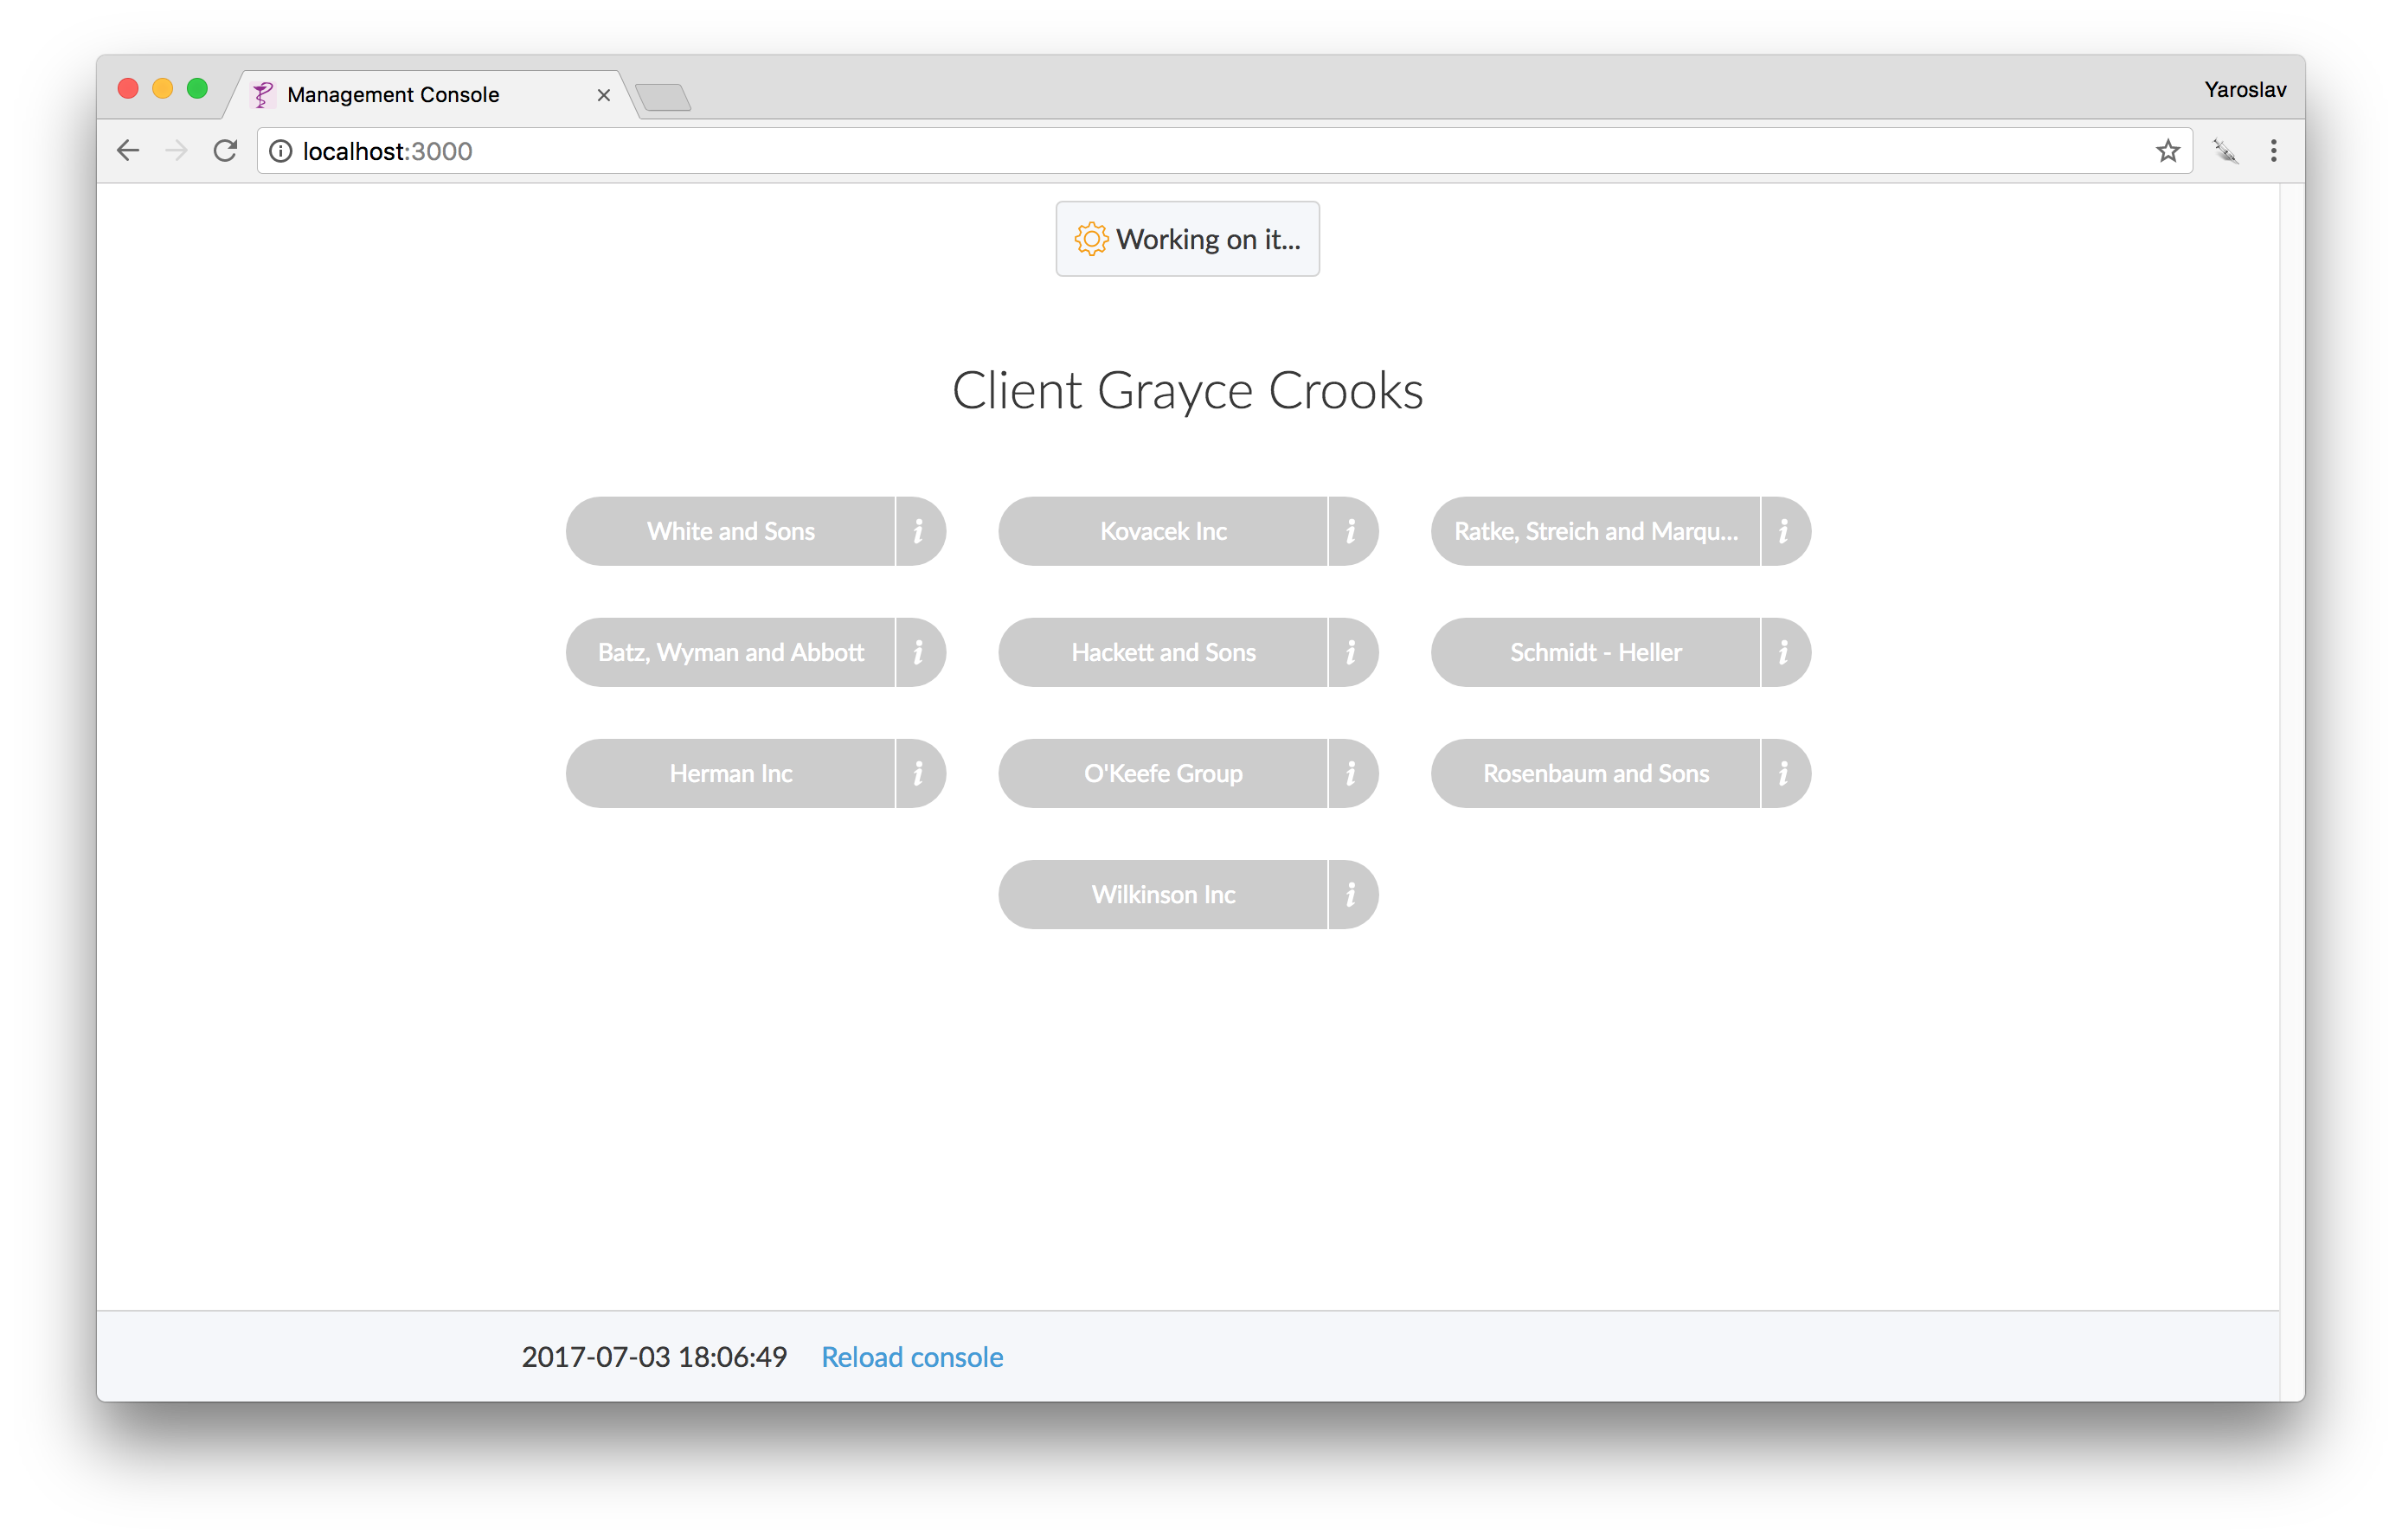 Management Console
Yaroslav
localhost:3000
Working on it...
Client Grayce Crooks
White and Sons i
Kovacek Inc i
Ratke, Streich and Marqu... i
Batz, Wyman and Abbott i
Hackett and Sons i
Schmidt - Heller i
Herman Inc i
O'Keefe Group i
Rosenbaum and Sons i
Wilkinson Inc i
2017-07-03 18:06:49 Reload console